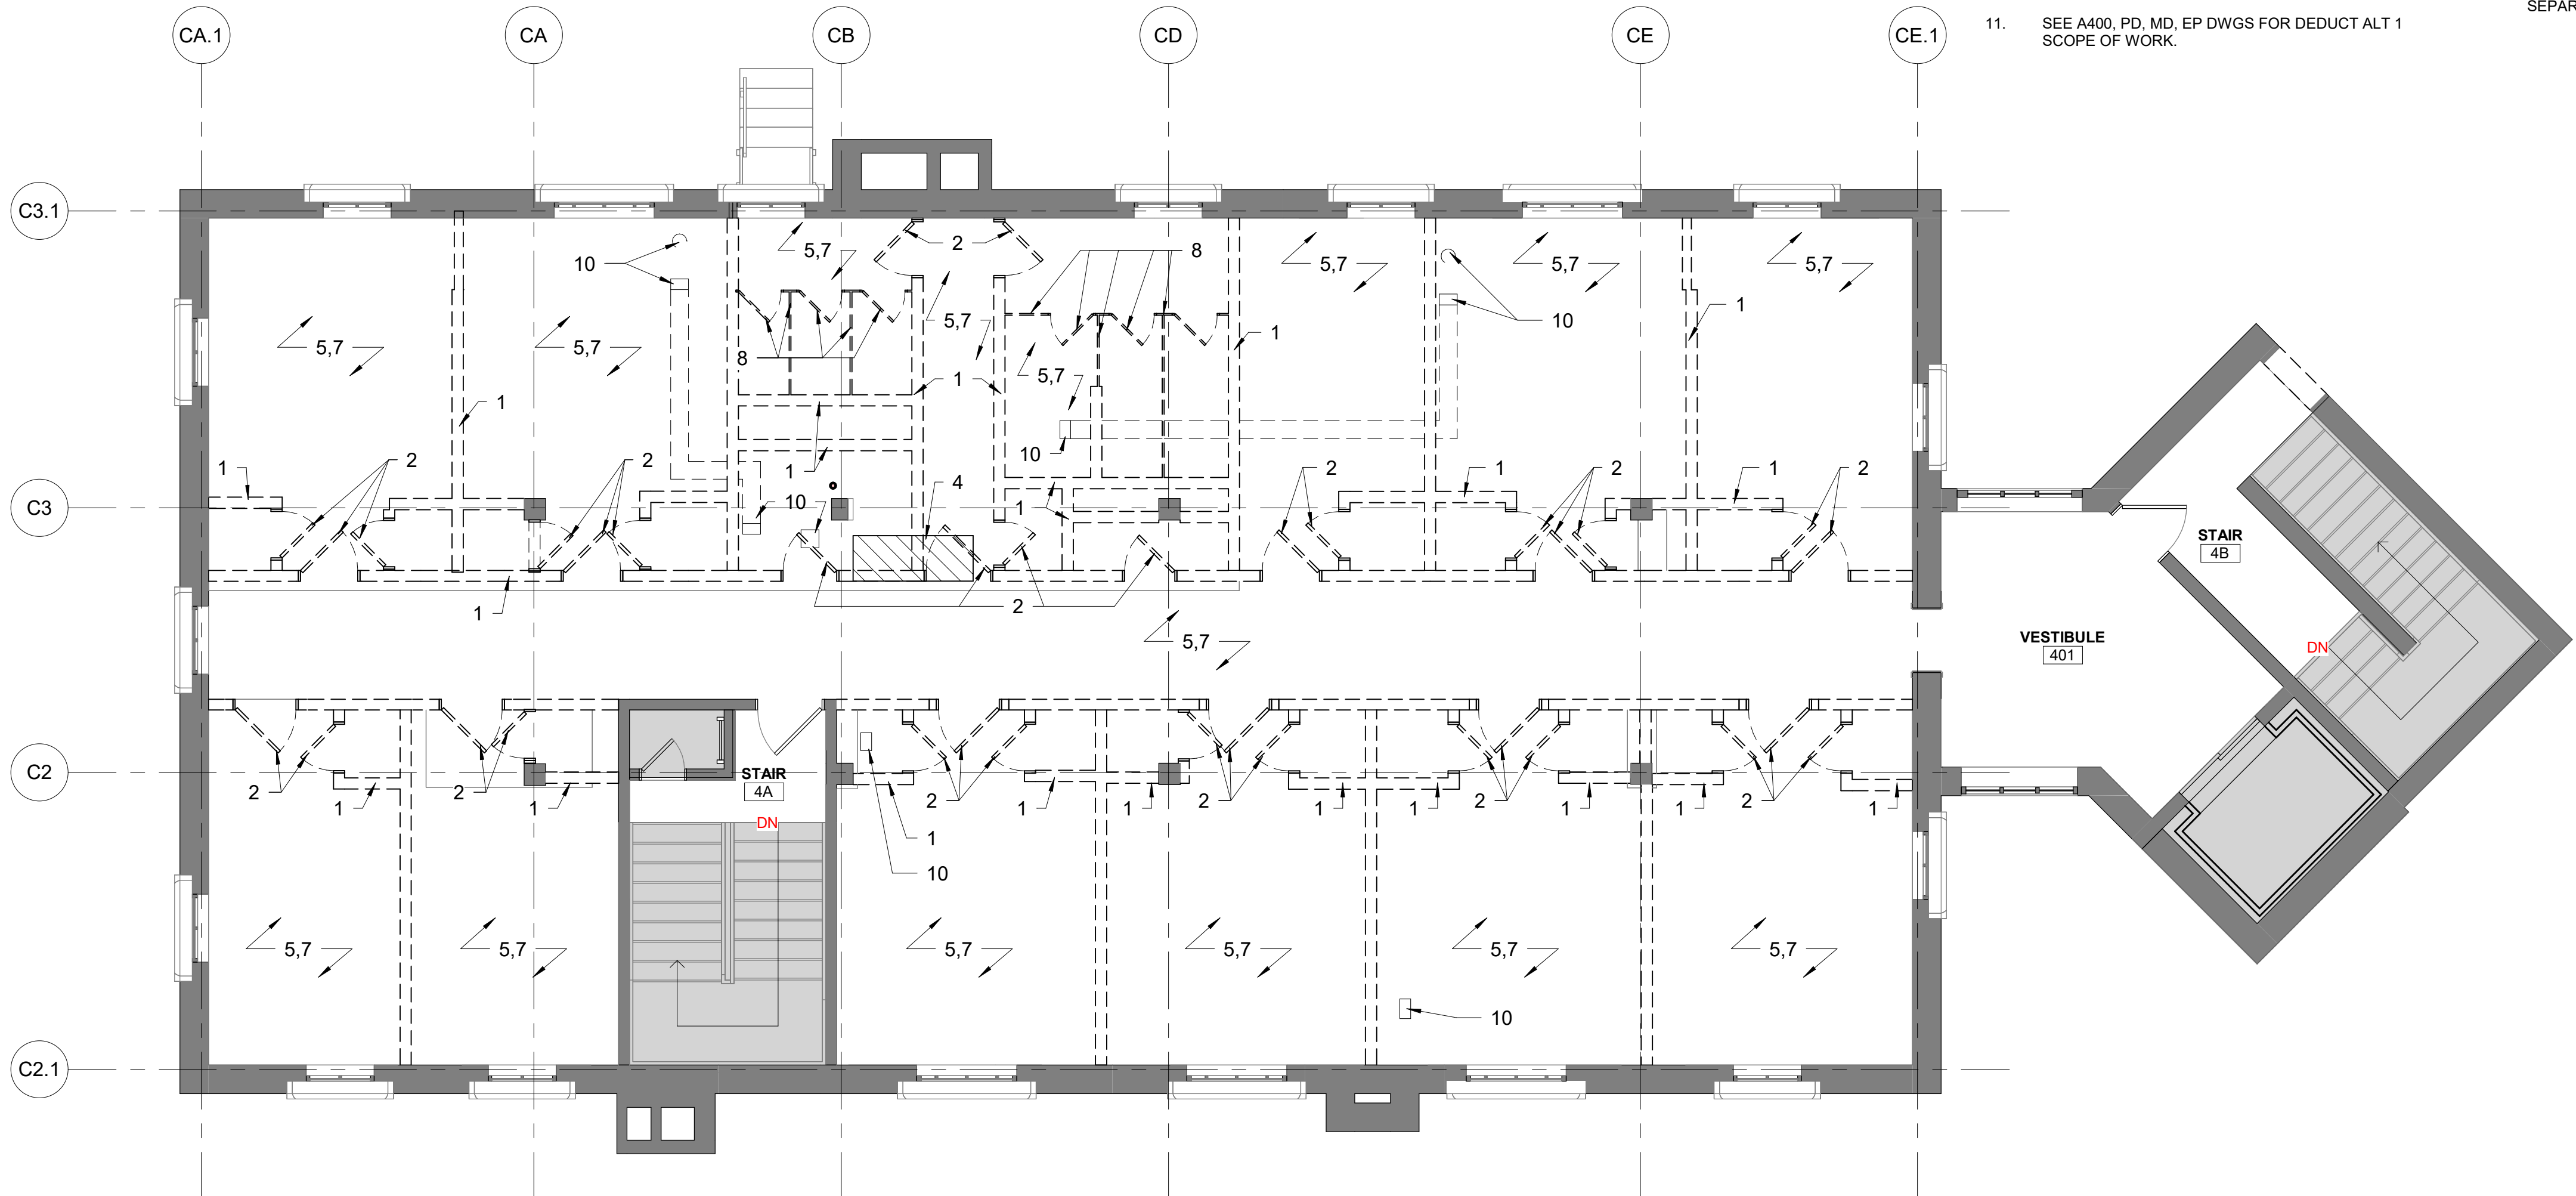 SEPAR
CA.1 CA CB CD CE CE.1
11. SEE A400, PD, MD, EP DWGS FOR DEDUCT ALT 1
SCOPE OF WORK.
C3.1
10 5,7 2 8 5,7 5,7 5,7
5,7 5,7 5,7 1 10 1
8 1 5,7
1
1 2 2 1 10 2 1 2 1 2
10 4 1
C3
STAIR
4B
1 2
5,7
VESTIBULE
401
DN
C2
STAIR
4A
2 1 2 1 2 1 1 2 1 1 2 1 1 2 1
DN
1
10
5,7 5,7 5,7 5,7 5,7 5,7
10
C2.1